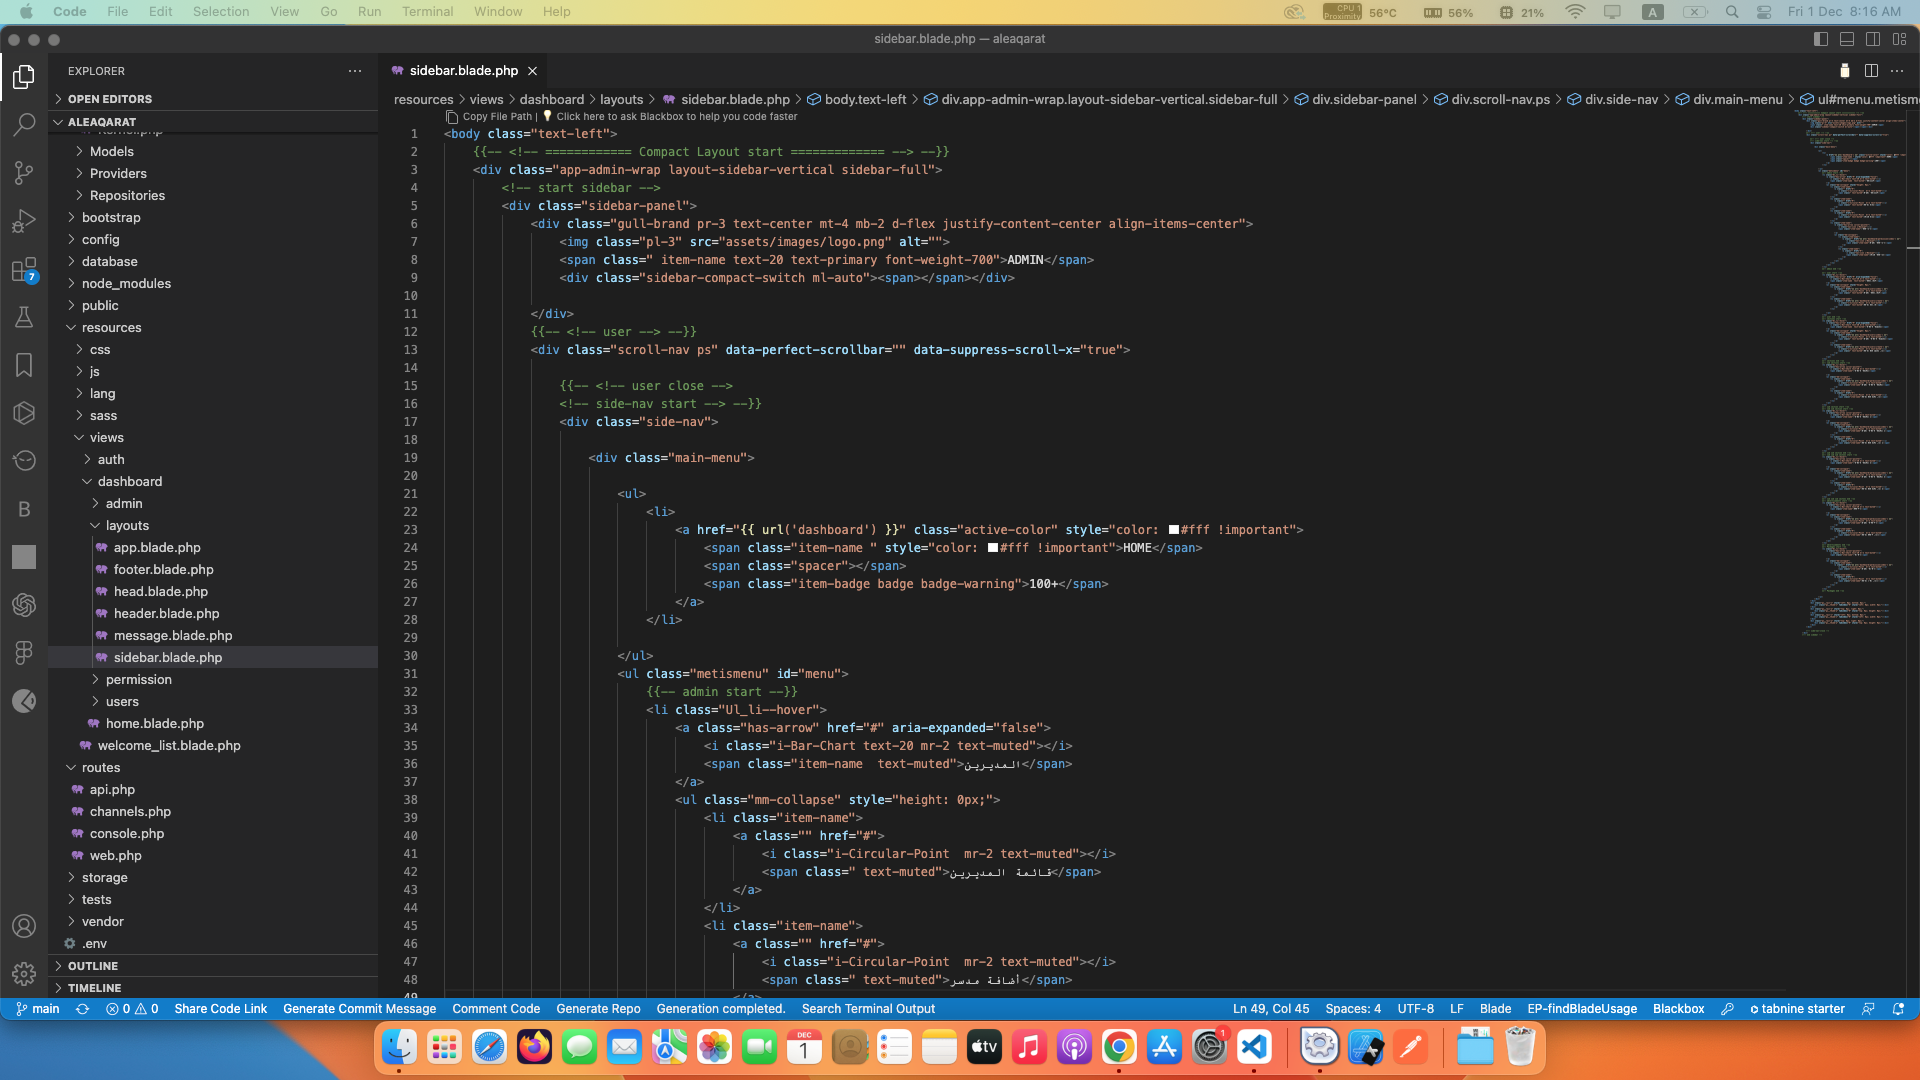 Code File Edit Selection View Go Run Terminal Window Help
CPU 1 Proximity 56°C 56% 21% A Fri 1 Dec 8:16 AM
sidebar.blade.php — aleaqarat
EXPLORER
OPEN EDITORS
ALEAQARAT
Kernel.php
Models
Providers
Repositories
bootstrap
config
database
node_modules
public
resources
css
js
lang
sass
views
auth
dashboard
admin
layouts
app.blade.php
footer.blade.php
head.blade.php
header.blade.php
message.blade.php
sidebar.blade.php
permission
users
home.blade.php
welcome_list.blade.php
routes
api.php
channels.php
console.php
web.php
storage
tests
vendor
.env
OUTLINE
TIMELINE
7
B
sidebar.blade.php
resources > views > dashboard > layouts > sidebar.blade.php > body.text-left > div.app-admin-wrap.layout-sidebar-vertical.sidebar-full > div.sidebar-panel > div.scroll-nav.ps > div.side-nav > div.main-menu > ul#menu.metism
Copy File Path | 💡 Click here to ask Blackbox to help you code faster
1 <body class="text-left">
2 {{-- <!-- ============ Compact Layout start ============= --> --}}
3 <div class="app-admin-wrap layout-sidebar-vertical sidebar-full">
4 <!-- start sidebar -->
5 <div class="sidebar-panel">
6 <div class="gull-brand pr-3 text-center mt-4 mb-2 d-flex justify-content-center align-items-center">
7 <img class="pl-3" src="assets/images/logo.png" alt="">
8 <span class=" item-name text-20 text-primary font-weight-700">ADMIN</span>
9 <div class="sidebar-compact-switch ml-auto"><span></span></div>
10
11 </div>
12 {{-- <!-- user --> --}}
13 <div class="scroll-nav ps" data-perfect-scrollbar="" data-suppress-scroll-x="true">
14
15 {{-- <!-- user close -->
16 <!-- side-nav start --> --}}
17 <div class="side-nav">
18
19 <div class="main-menu">
20
21 <ul>
22 <li>
23 <a href="{{ url('dashboard') }}" class="active-color" style="color: #fff !important">
24 <span class="item-name " style="color: #fff !important">HOME</span>
25 <span class="spacer"></span>
26 <span class="item-badge badge badge-warning">100+</span>
27 </a>
28 </li>
29
30 </ul>
31 <ul class="metismenu" id="menu">
32 {{-- admin start --}}
33 <li class="Ul_li--hover">
34 <a class="has-arrow" href="#" aria-expanded="false">
35 <i class="i-Bar-Chart text-20 mr-2 text-muted"></i>
36 <span class="item-name  text-muted">المديرين</span>
37 </a>
38 <ul class="mm-collapse" style="height: 0px;">
39 <li class="item-name">
40 <a class="" href="#">
41 <i class="i-Circular-Point  mr-2 text-muted"></i>
42 <span class=" text-muted">قائمة المديرين</span>
43 </a>
44 </li>
45 <li class="item-name">
46 <a class="" href="#">
47 <i class="i-Circular-Point  mr-2 text-muted"></i>
48 <span class=" text-muted">أضافة مدسر</span>
49 </a>
main 0 0 Share Code Link Generate Commit Message Comment Code Generate Repo Generation completed. Search Terminal Output Ln 49, Col 45 Spaces: 4 UTF-8 LF Blade EP-findBladeUsage Blackbox tabnine starter
DEC
1
tv
1